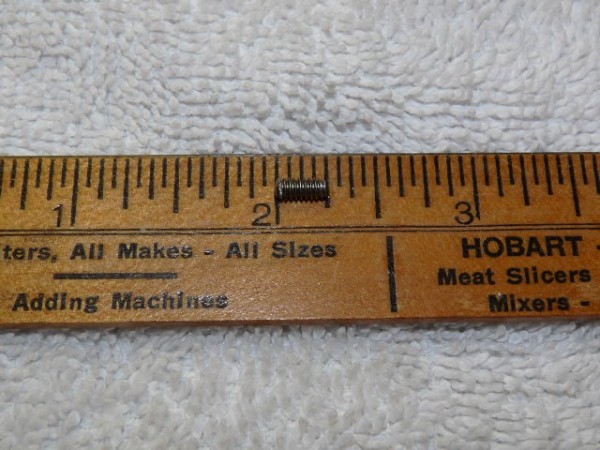 1 2 3
ters, All Makes - All Sizes
Adding Machines
HOBART -
Meat Slicers
Mixers -